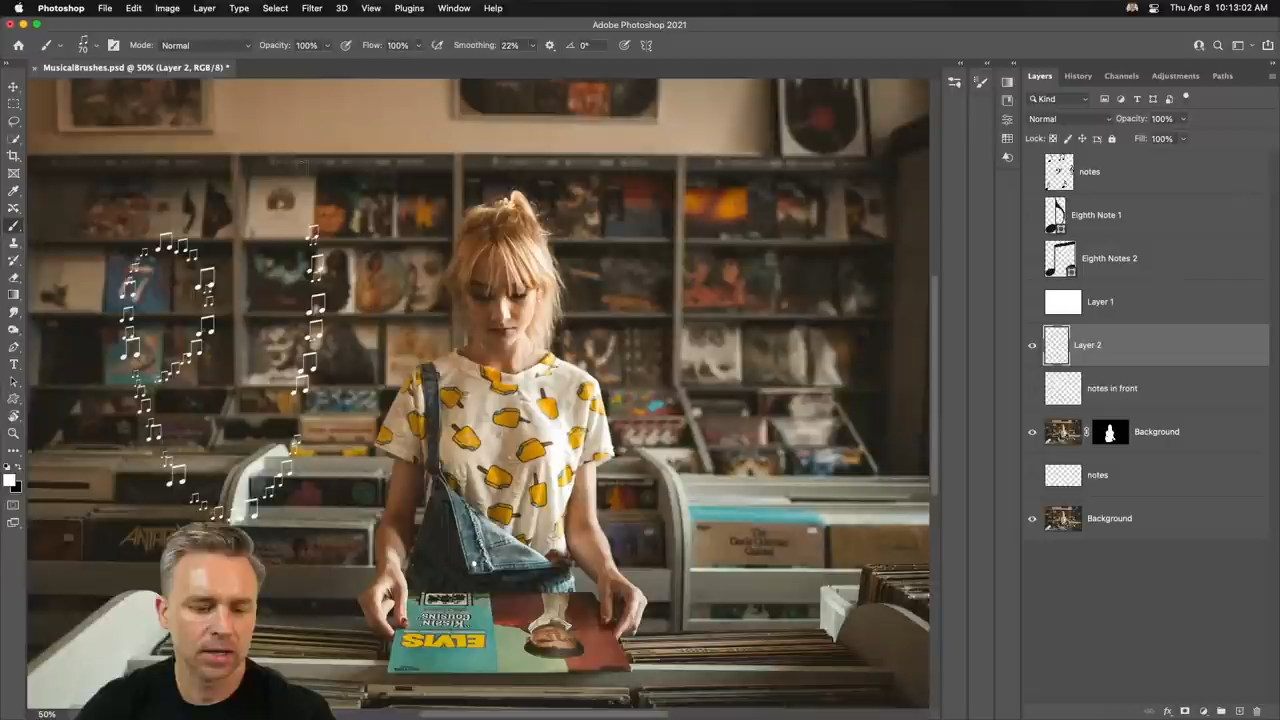 Photoshop File Edit Image Layer Type Select Filter 3D View Plugins Window Help Thu Apr 8 10:13:02 AM
Adobe Photoshop 2021
70 Mode: Normal Opacity: 100% Flow: 100% Smoothing: 22% 0°
× MusicalBrushes.psd @ 50% (Layer 2, RGB/8) *
Layers History Channels Adjustments Paths
Kind
Normal Opacity: 100%
Lock: Fill: 100%
notes
Eighth Note 1
Eighth Notes 2
Layer 1
Layer 2
notes in front
Background
notes
Background
ANTHRAX
KISSIN' COUSINS
ELVIS
50%